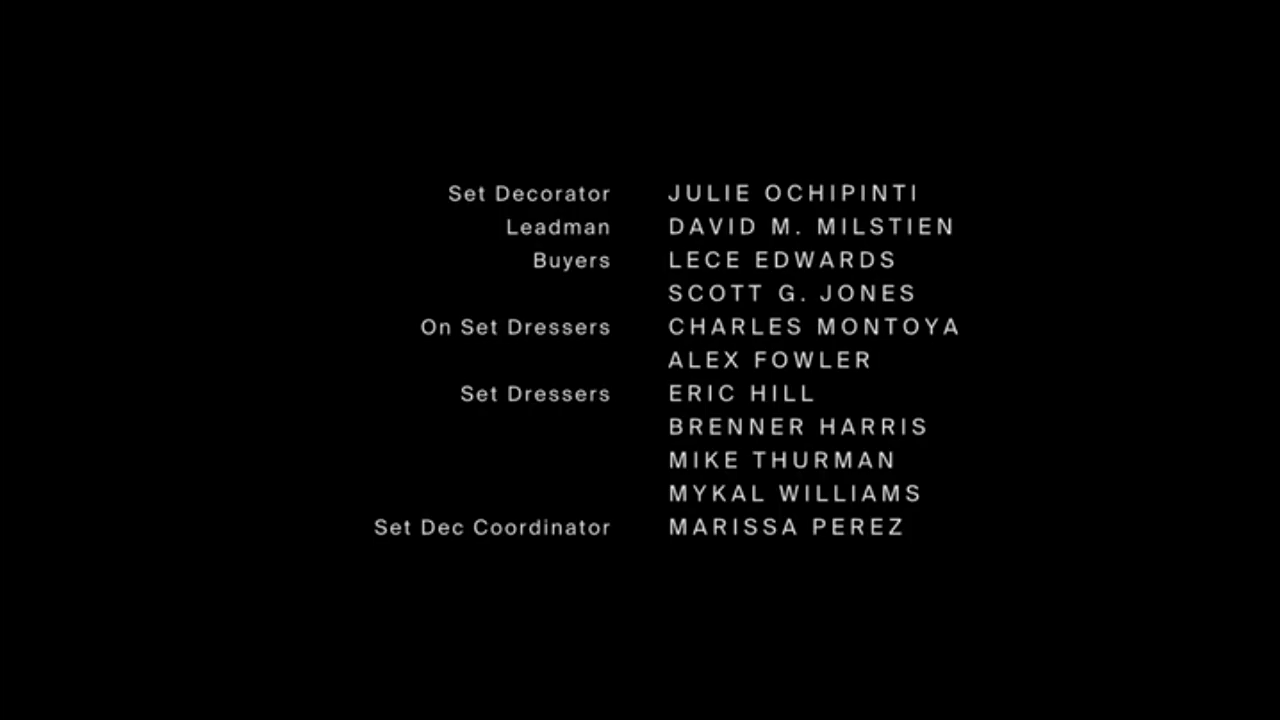 Set Decorator JULIE OCHIPINTI
Leadman DAVID M. MILSTIEN
Buyers LECE EDWARDS
SCOTT G. JONES
On Set Dressers CHARLES MONTOYA
ALEX FOWLER
Set Dressers ERIC HILL
BRENNER HARRIS
MIKE THURMAN
MYKAL WILLIAMS
Set Dec Coordinator MARISSA PEREZ